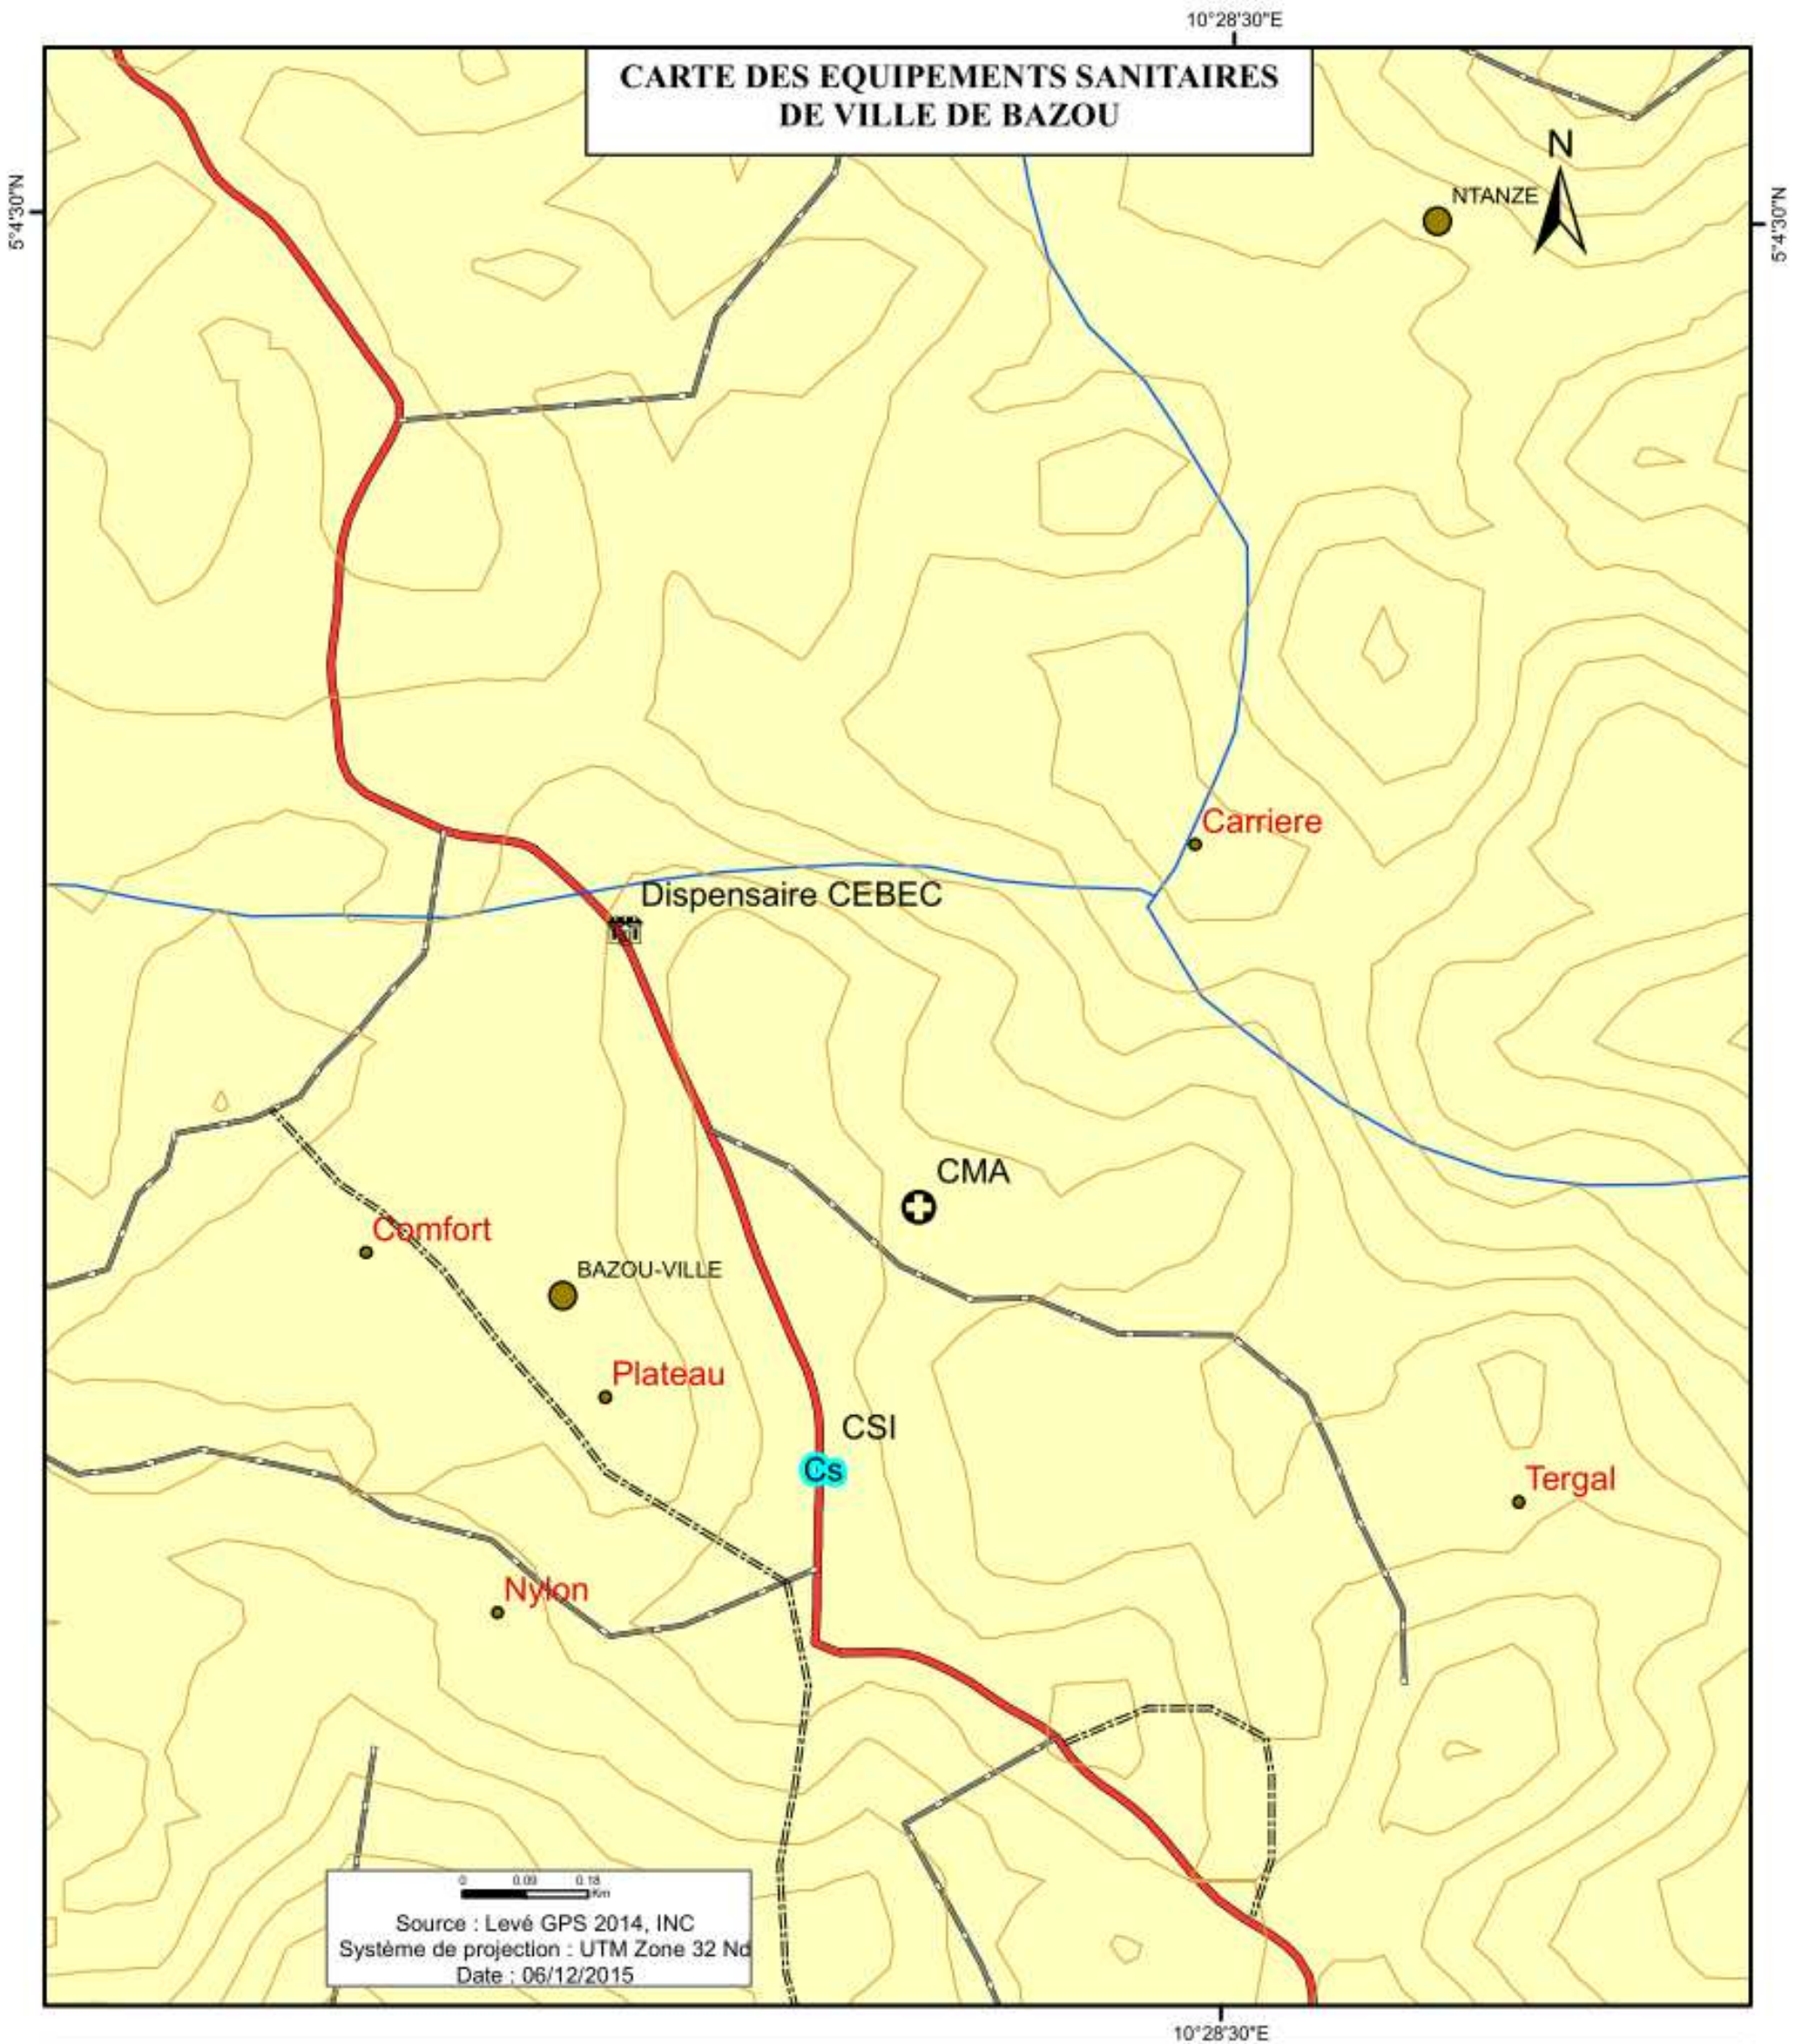 10°28'30"E
CARTE DES EQUIPEMENTS SANITAIRES
DE VILLE DE BAZOU
N
NTANZE
5°4'30"N
5°4'30"N
Carriere
Dispensaire CEBEC
CMA
Comfort
BAZOU-VILLE
Plateau
CSI
Cs
Tergal
Nylon
0 0.09 0.18
Km
Source : Levé GPS 2014, INC
Système de projection : UTM Zone 32 Nd
Date : 06/12/2015
10°28'30"E